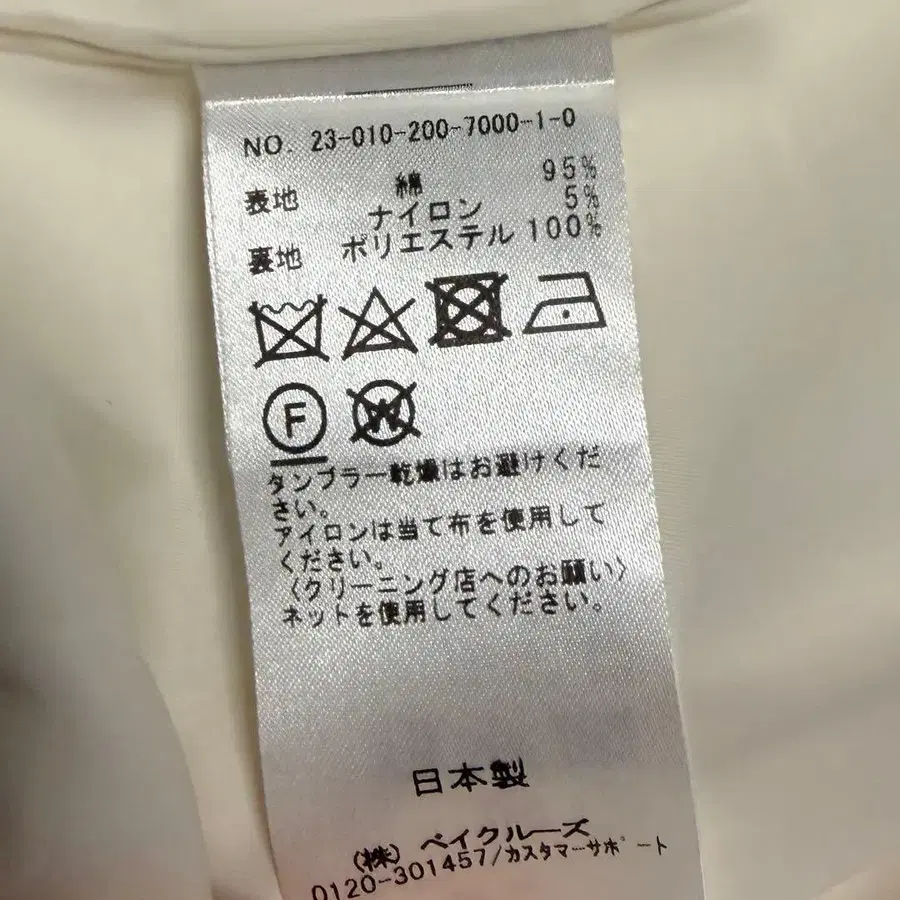 NO. 23-010-200-7000-1-0
表地 綿 95%
ナイロン 5%
裏地 ポリエステル 100%
F
W
タンブラー乾燥はお避けくだ
さい。
アイロンは当て布を使用して
ください。
〈クリーニング店へのお願い〉
ネットを使用してください。
日本製
(株) ベイクルーズ
0120-301457/カスタマーサポート